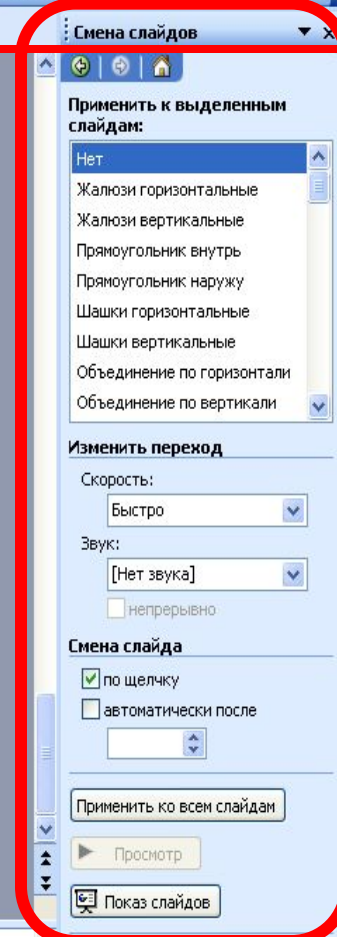 Смена слайдов
Применить к выделенным
слайдам:
Нет
Жалюзи горизонтальные
Жалюзи вертикальные
Прямоугольник внутрь
Прямоугольник наружу
Шашки горизонтальные
Шашки вертикальные
Объединение по горизонтали
Объединение по вертикали
Изменить переход
Скорость:
Быстро
Звук:
[Нет звука]
непрерывно
Смена слайда
по щелчку
автоматически после
Применить ко всем слайдам
Просмотр
Показ слайдов